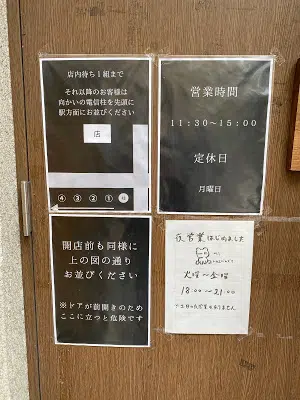 店内待ち1組まで
それ以降のお客様は
向かいの電信柱を先頭に
駅方面にお並びください
店
④ ③ ② ①
開店前も同様に
上の図の通り
お並びください
※ドアが前開きのため
ここに立つと危険です
営業時間
11:30~15:00
定休日
月曜日
夜営業はじめました
火曜~金曜
18:00~21:00